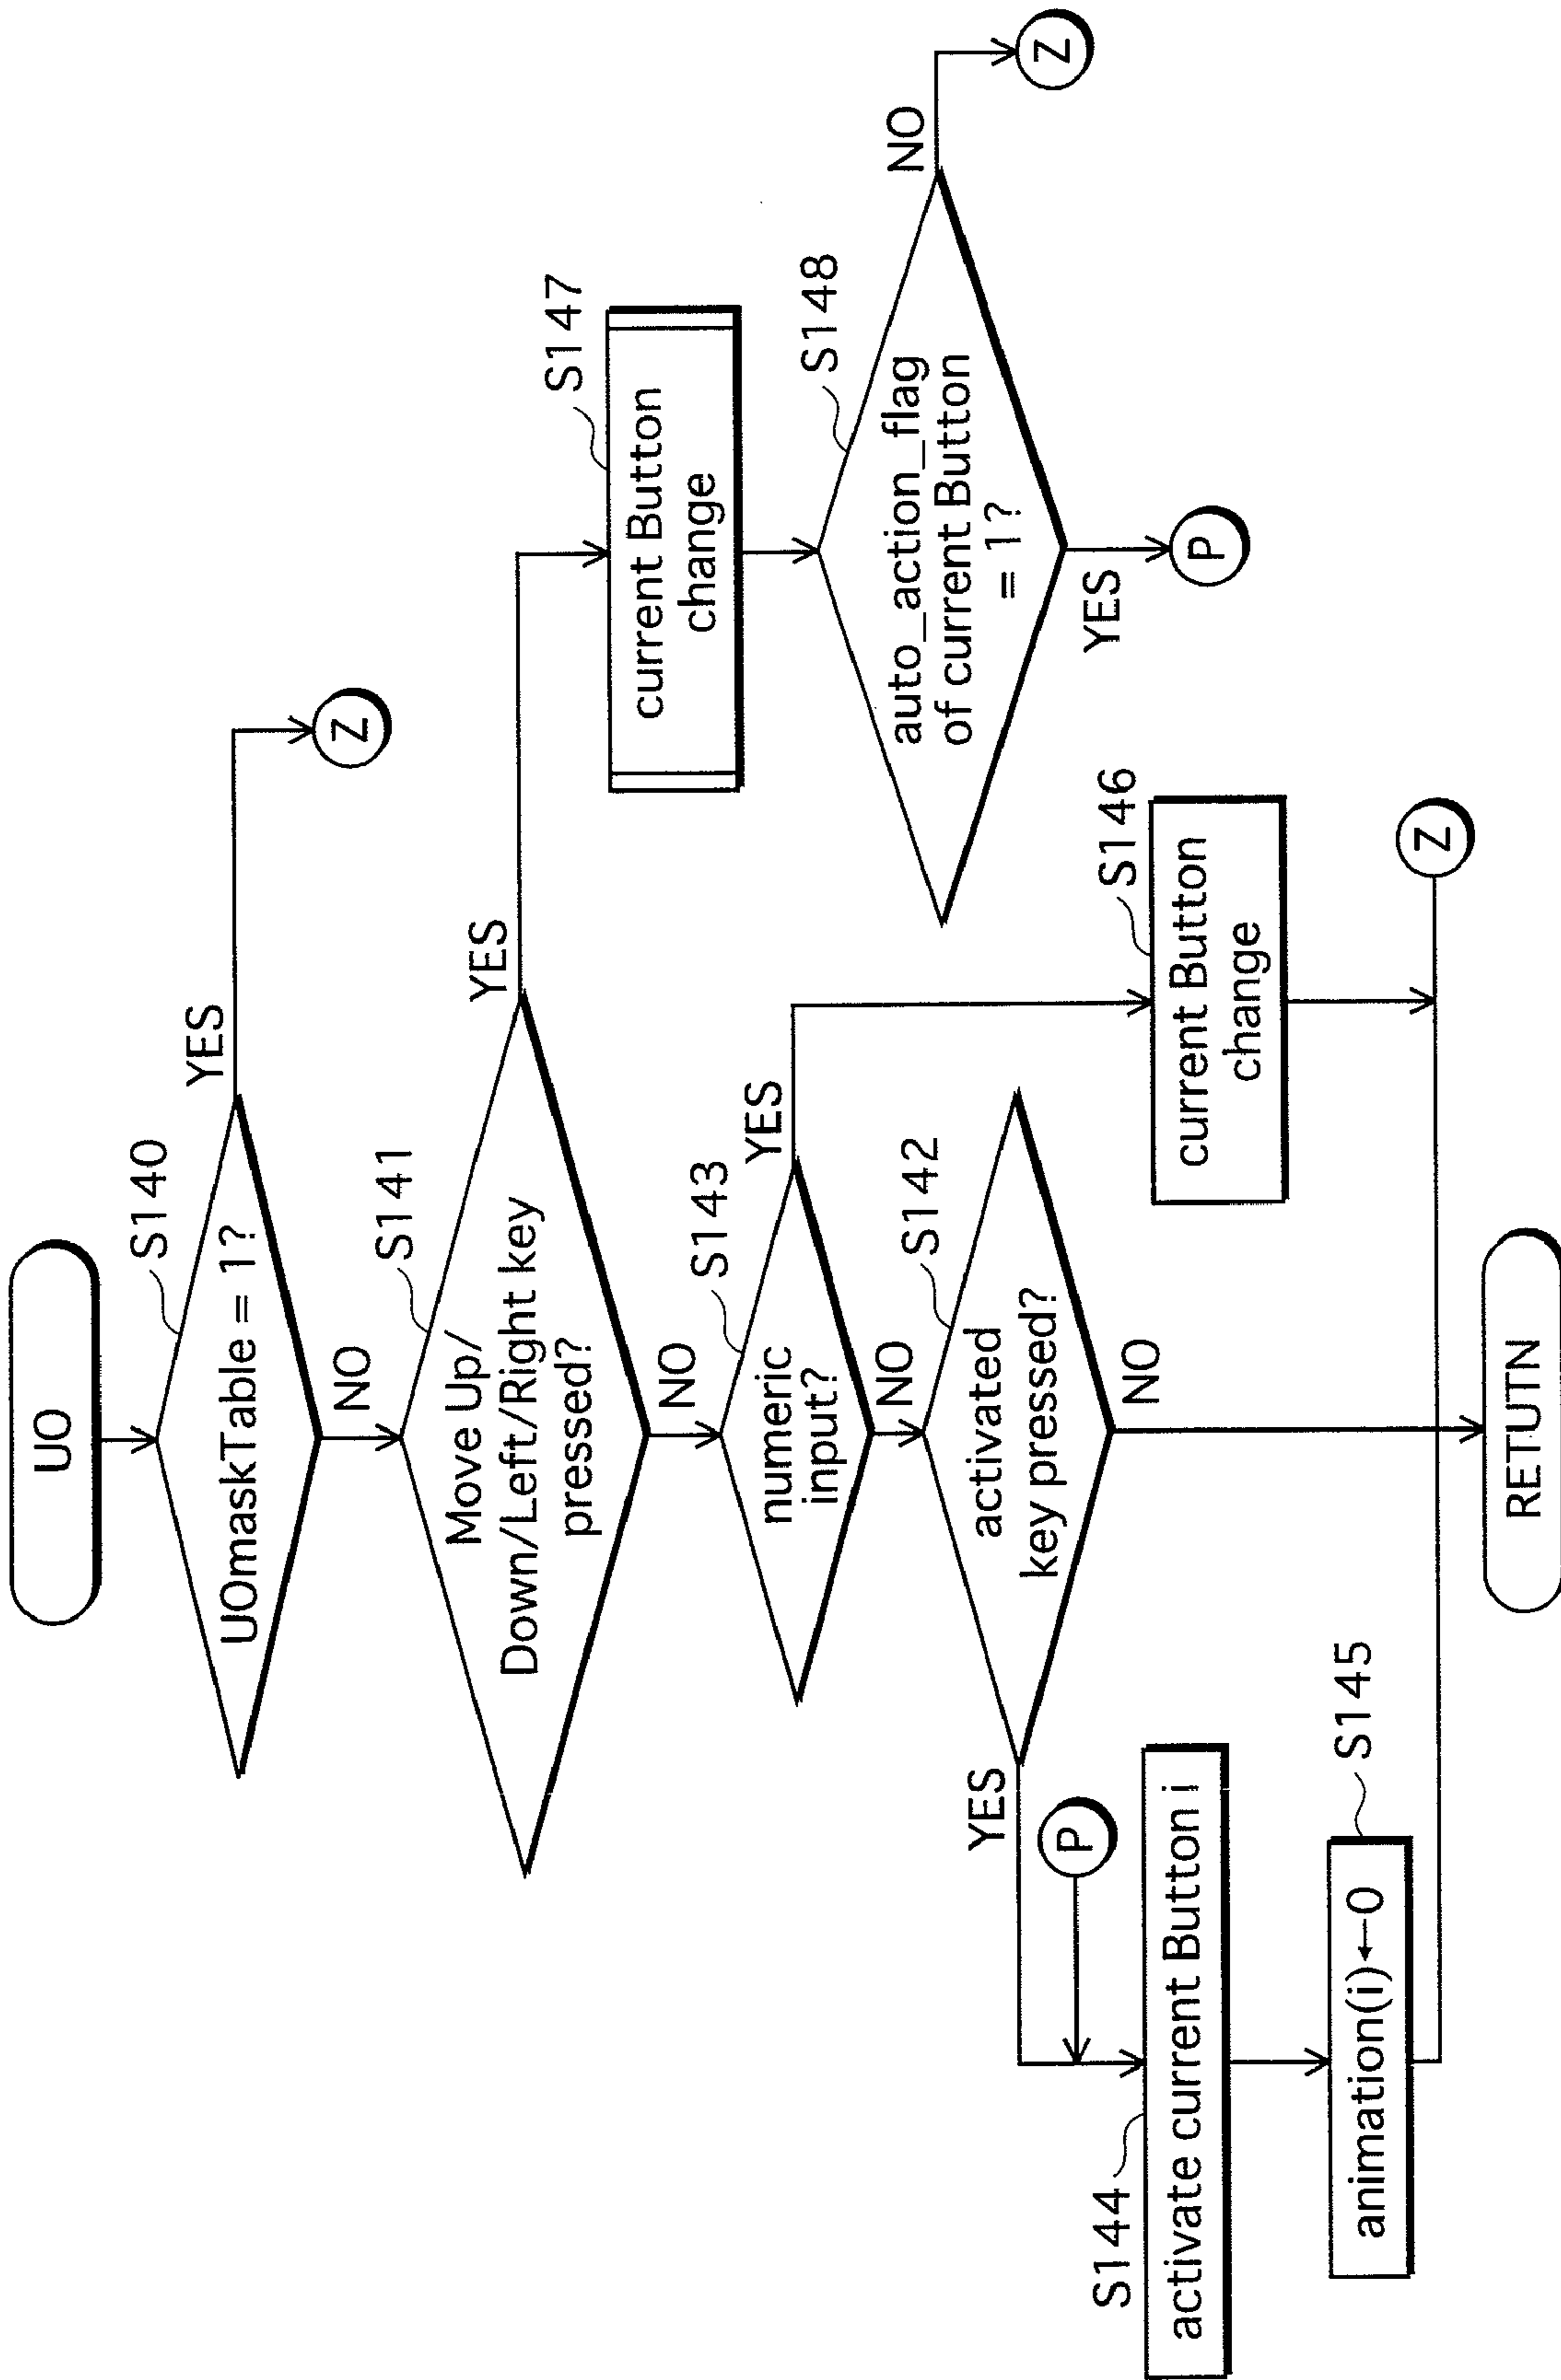 UO
S140
UOmaskTable = 1?
YES
Z
NO
S141
Move Up/
Down/Left/Right key
pressed?
YES
S147
current Button
change
S148
auto_action_flag
of current Button
= 1?
NO
Z
YES
P
NO
S143
numeric
input?
YES
S146
current Button
change
Z
NO
S142
activated
key pressed?
NO
YES
P
S144
activate current Button i
S145
animation(i)←0
RETUTN